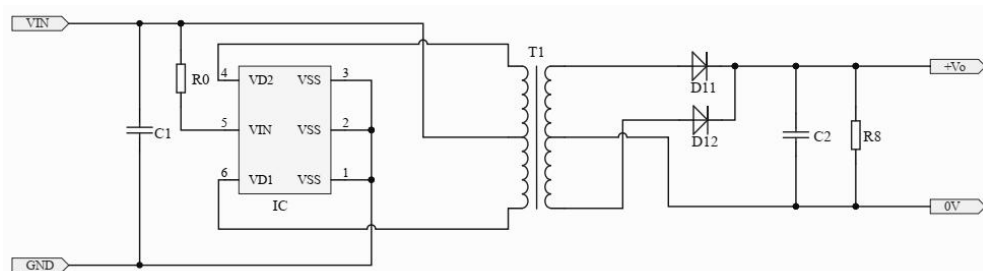 VIN
T1
4 VD2 VSS 3
R0
D11
+Vo
5 VIN VSS 2
C1
D12
C2
R8
6 VD1 VSS 1
IC
0V
GND